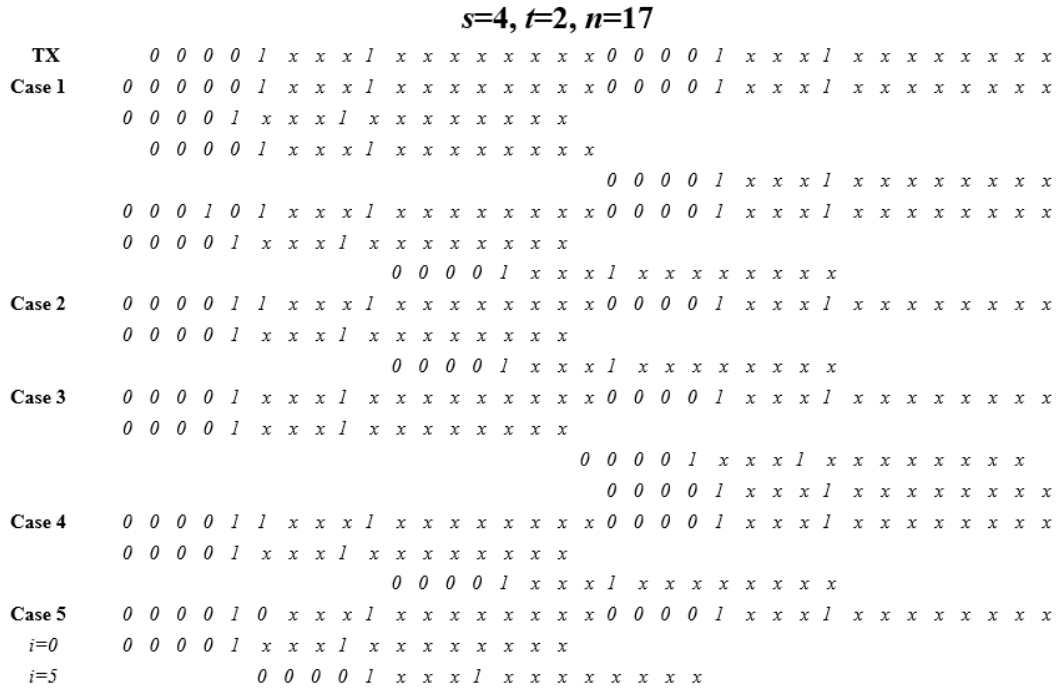 s=4, t=2, n=17
TX 0 0 0 0 1 x x x 1 x x x x x x x x 0 0 0 0 1 x x x 1 x x x x x x x x
Case 1 0 0 0 0 0 1 x x x 1 x x x x x x x x 0 0 0 0 1 x x x 1 x x x x x x x x
0 0 0 0 1 x x x 1 x x x x x x x x
0 0 0 0 1 x x x 1 x x x x x x x x
0 0 0 0 1 x x x 1 x x x x x x x x
0 0 0 1 0 1 x x x 1 x x x x x x x x 0 0 0 0 1 x x x 1 x x x x x x x x
0 0 0 0 1 x x x 1 x x x x x x x x
0 0 0 0 1 x x x 1 x x x x x x x x
Case 2 0 0 0 0 1 1 x x x 1 x x x x x x x x 0 0 0 0 1 x x x 1 x x x x x x x x
0 0 0 0 1 x x x 1 x x x x x x x x
0 0 0 0 1 x x x 1 x x x x x x x x
Case 3 0 0 0 0 1 x x x 1 x x x x x x x x x 0 0 0 0 1 x x x 1 x x x x x x x x
0 0 0 0 1 x x x 1 x x x x x x x x
0 0 0 0 1 x x x 1 x x x x x x x x
0 0 0 0 1 x x x 1 x x x x x x x x
Case 4 0 0 0 0 1 1 x x x 1 x x x x x x x x 0 0 0 0 1 x x x 1 x x x x x x x x
0 0 0 0 1 x x x 1 x x x x x x x x
0 0 0 0 1 x x x 1 x x x x x x x x
Case 5 0 0 0 0 1 0 x x x 1 x x x x x x x x 0 0 0 0 1 x x x 1 x x x x x x x x
i=0 0 0 0 0 1 x x x 1 x x x x x x x x
i=5 0 0 0 0 1 x x x 1 x x x x x x x x